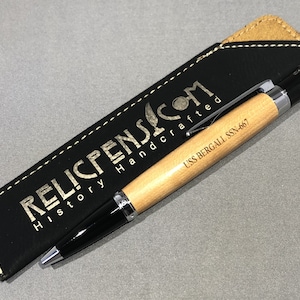 RELICPENS.COM
History Handcrafted
USS BERGALL SSN-667